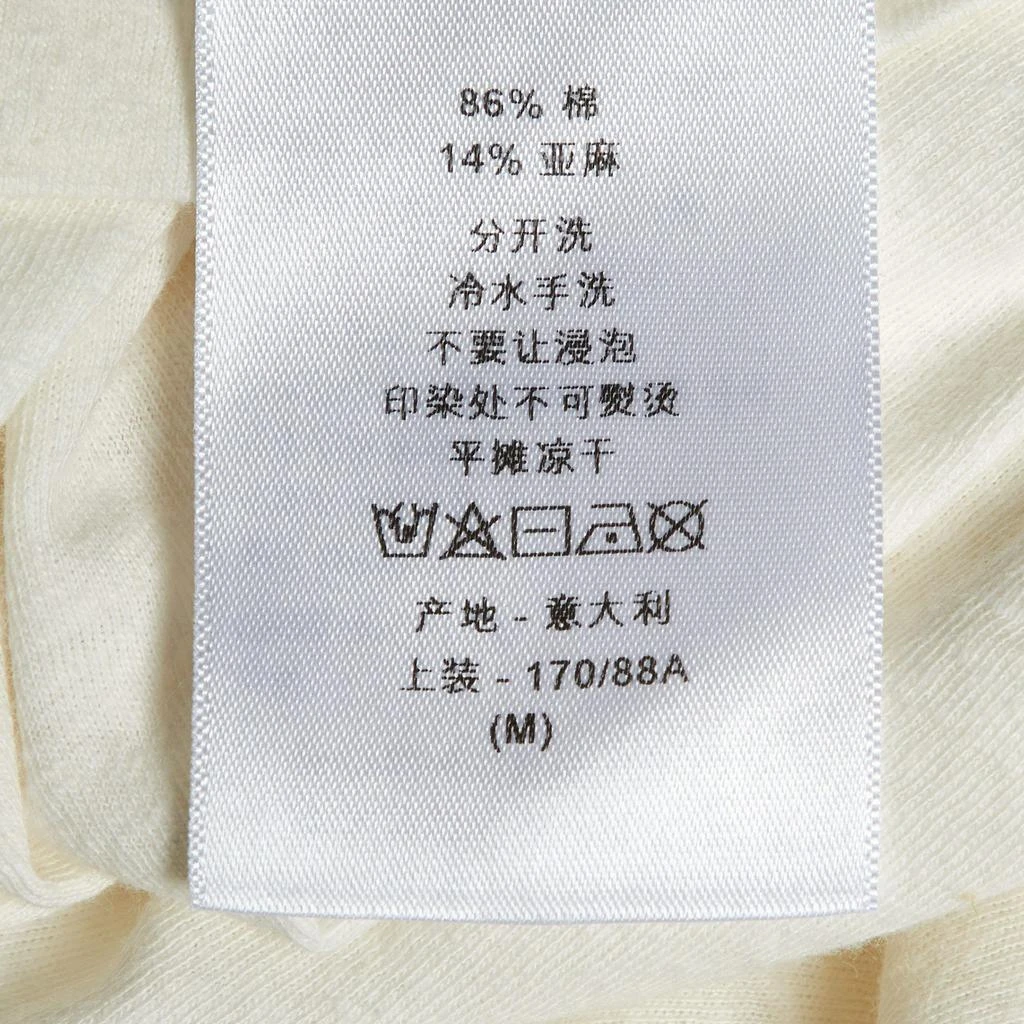 86% 棉
14% 亚麻
分开洗
冷水手洗
不要让浸泡
印染处不可熨烫
平摊凉干
产地 - 意大利
上装 - 170/88A
(M)